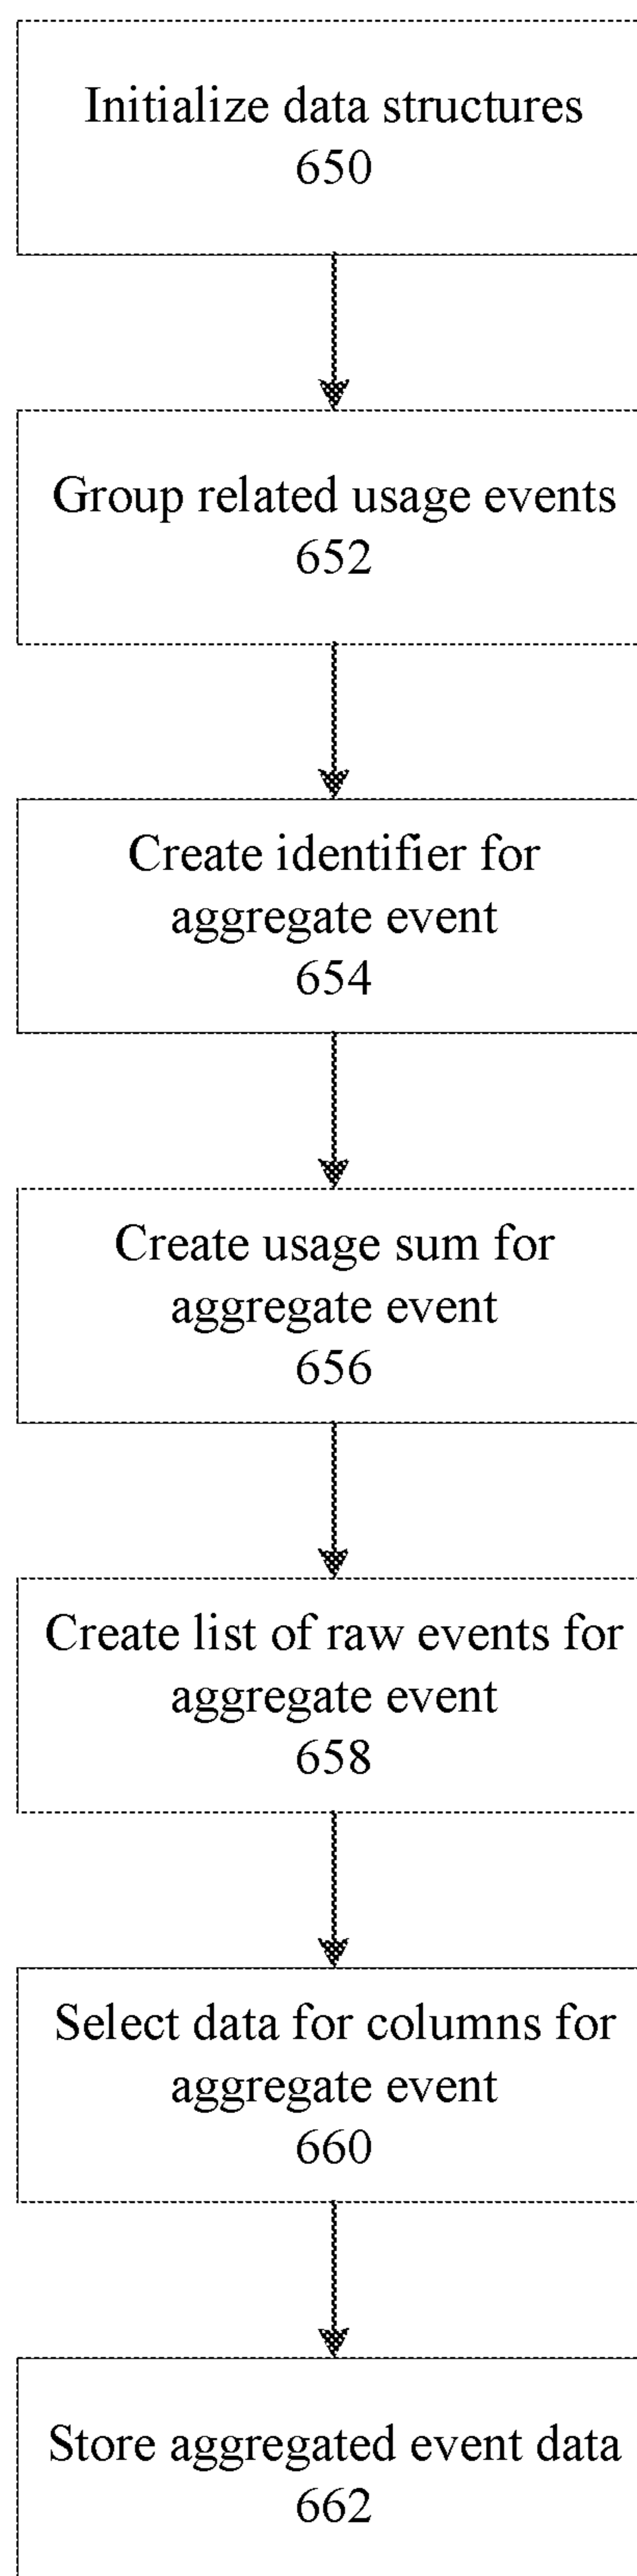 Initialize data structures
650
Group related usage events
652
Create identifier for
aggregate event
654
Create usage sum for
aggregate event
656
Create list of raw events for
aggregate event
658
Select data for columns for
aggregate event
660
Store aggregated event data
662